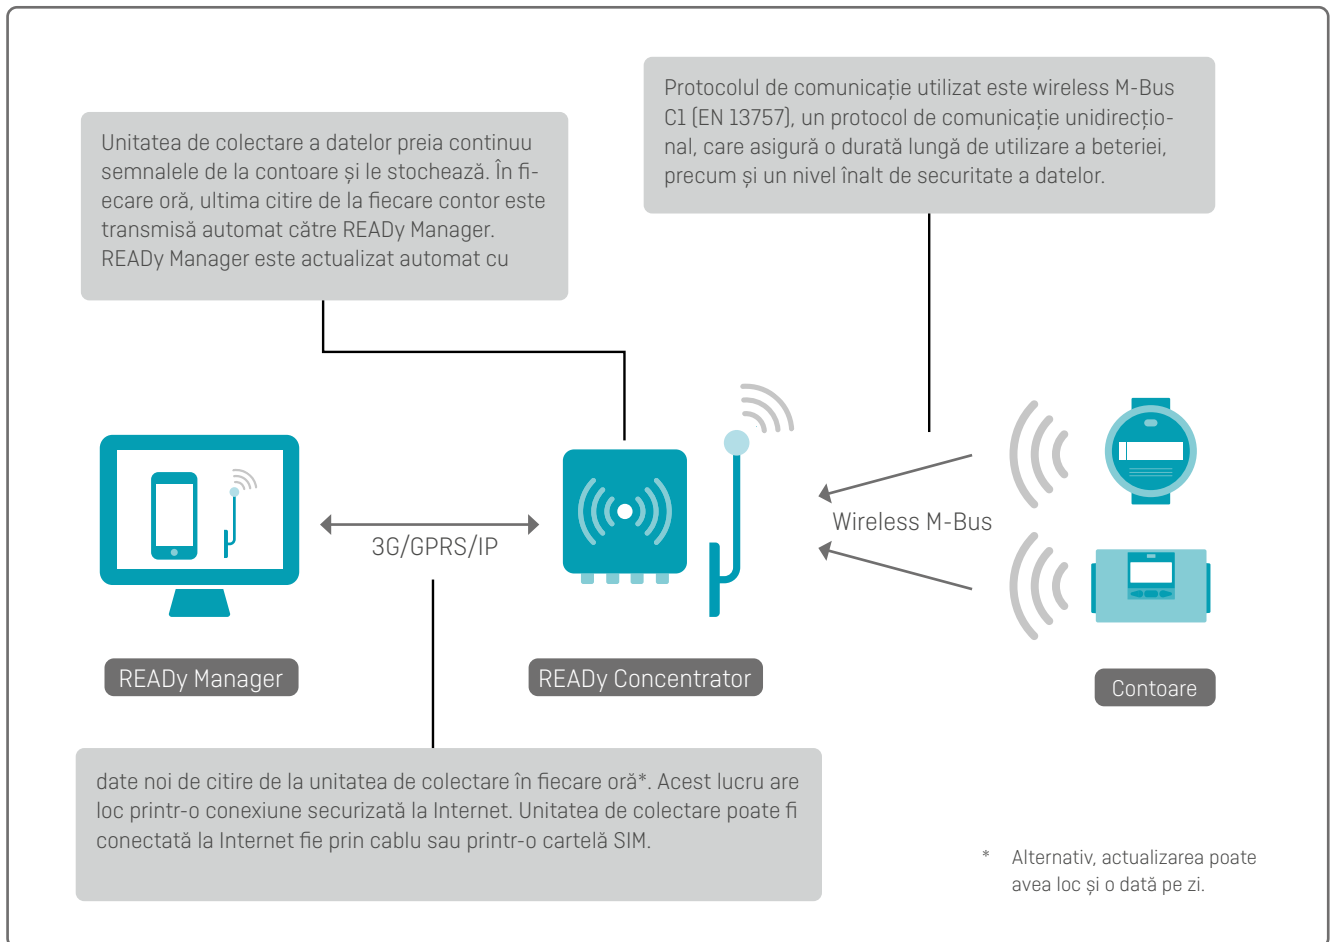 Unitatea de colectare a datelor preia continuu
semnalele de la contoare și le stochează. În fi-
ecare oră, ultima citire de la fiecare contor este
transmisă automat către READy Manager.
READy Manager este actualizat automat cu
Protocolul de comunicație utilizat este wireless M-Bus
C1 (EN 13757), un protocol de comunicație unidirecțio-
nal, care asigură o durată lungă de utilizare a beteriei,
precum și un nivel înalt de securitate a datelor.
3G/GPRS/IP
Wireless M-Bus
READy Manager
READy Concentrator
Contoare
date noi de citire de la unitatea de colectare în fiecare oră*. Acest lucru are
loc printr-o conexiune securizată la Internet. Unitatea de colectare poate fi
conectată la Internet fie prin cablu sau printr-o cartelă SIM.
* Alternativ, actualizarea poate
avea loc și o dată pe zi.